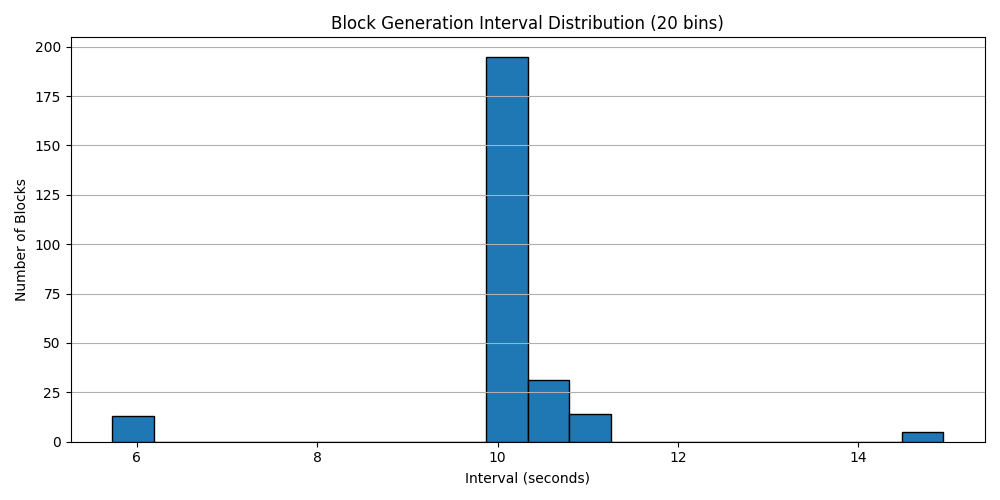 Block Generation Interval Distribution (20 bins)
Number of Blocks
200
175
150
125
100
75
50
25
0
6 8 10 12 14
Interval (seconds)